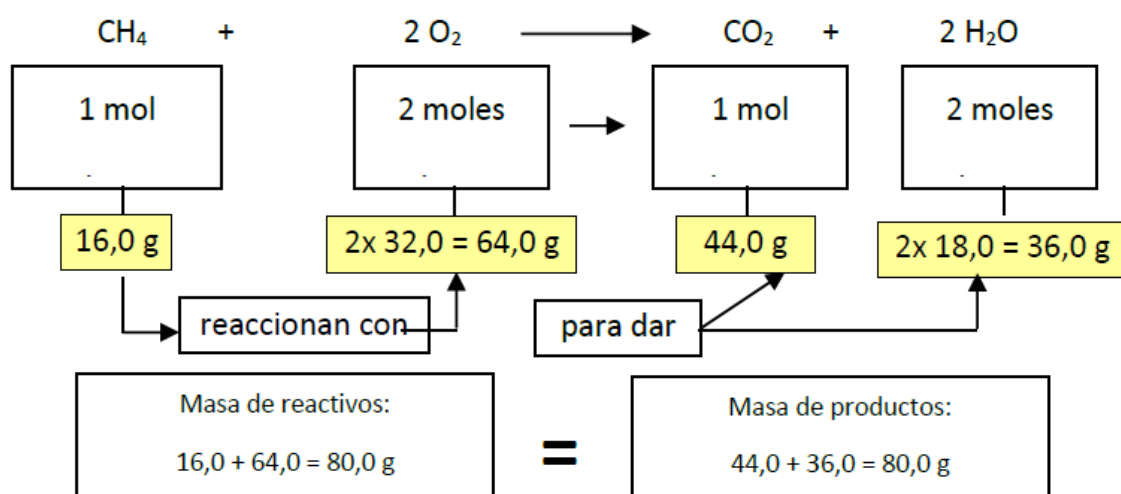 CH₄ + 2 O₂ ⟶ CO₂ + 2 H₂O
1 mol 2 moles → 1 mol 2 moles
16,0 g 2x 32,0 = 64,0 g 44,0 g 2x 18,0 = 36,0 g
reaccionan con para dar
Masa de reactivos: Masa de productos:
16,0 + 64,0 = 80,0 g = 44,0 + 36,0 = 80,0 g